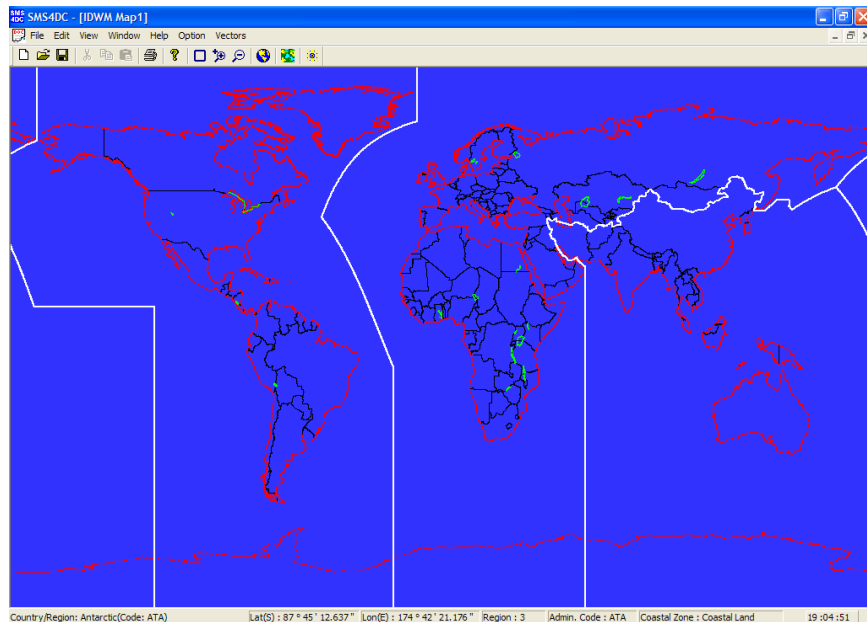 SMS4DC - [IDWM Map1]
File Edit View Window Help Option Vectors
Country/Region: Antarctic(Code: ATA) Lat(S) : 87 ° 45 ' 12.637 " Lon(E) : 174 ° 42 ' 21.176 " Region : 3 Admin. Code : ATA Coastal Zone : Coastal Land 19 :04 :51